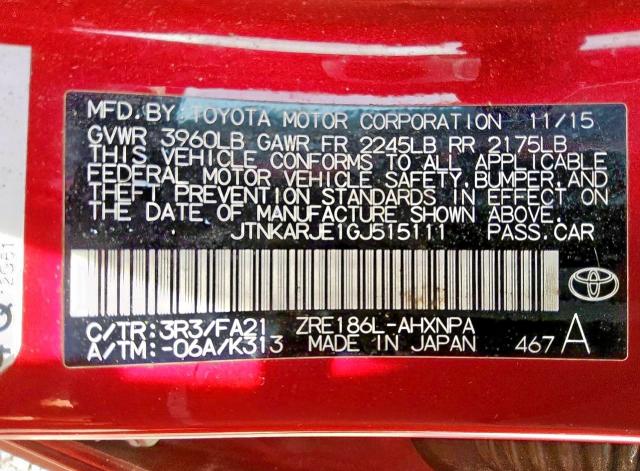 MFD. BY TOYOTA MOTOR CORPORATION 11/15
GVWR 3960LB GAWR FR 2245LB RR 2175LB
THIS VEHICLE CONFORMS TO ALL APPLICABLE
FEDERAL MOTOR VEHICLE SAFETY, BUMPER, AND
THEFT PREVENTION STANDARDS IN EFFECT ON
THE DATE OF MANUFACTURE SHOWN ABOVE.
JTNKARJE1GJ515111 PASS. CAR
C/TR: 3R3/FA21 ZRE186L-AHXNPA
A/TM: -06A/K313 MADE IN JAPAN 467 A